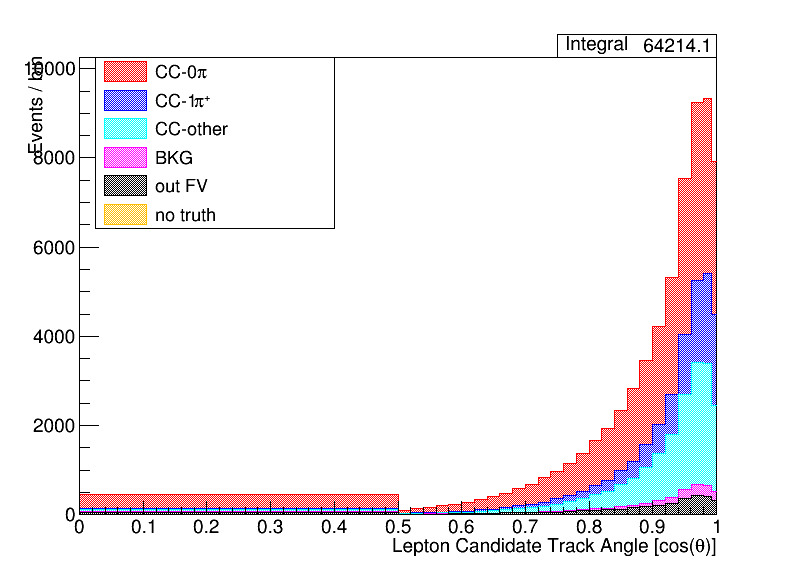 Integral 64214.1
Events / bin
10000
8000
6000
4000
2000
0
CC-0π
CC-1π⁺
CC-other
BKG
out FV
no truth
0 0.1 0.2 0.3 0.4 0.5 0.6 0.7 0.8 0.9 1
Lepton Candidate Track Angle [cos(θ)]